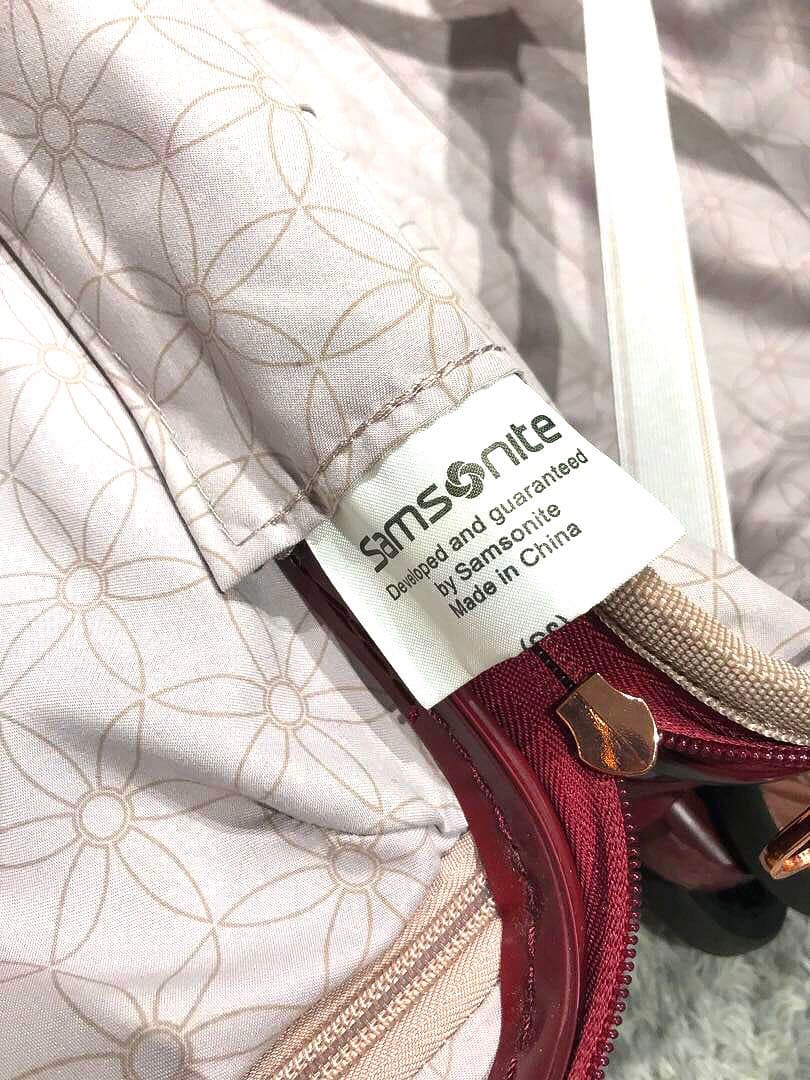 Samsonite
Developed and guaranteed
by Samsonite
Made in China